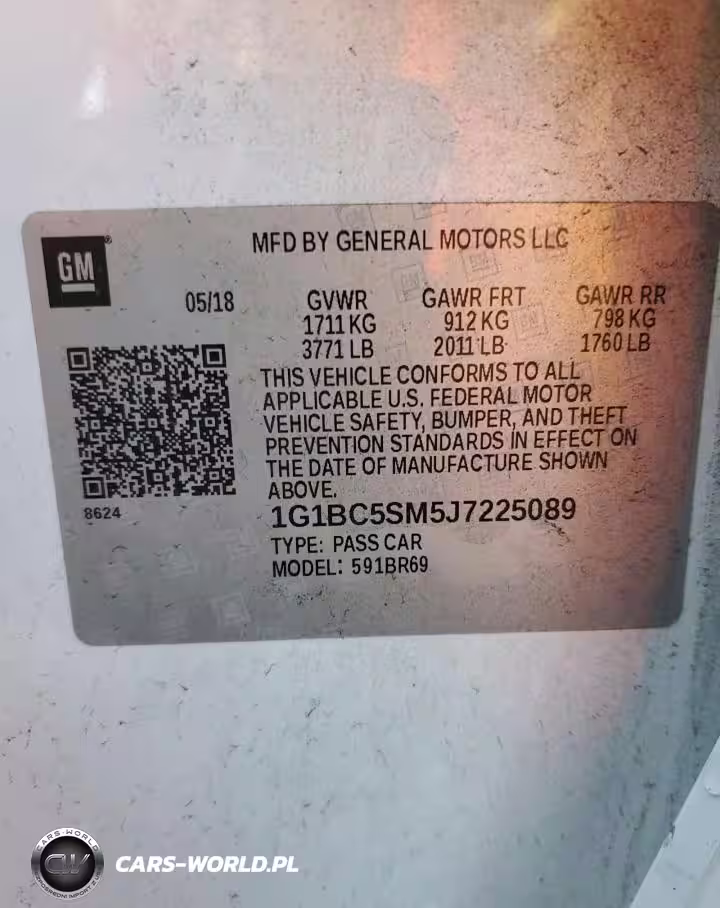 GM
MFD BY GENERAL MOTORS LLC
05/18 GVWR GAWR FRT GAWR RR
1711 KG 912 KG 798 KG
3771 LB 2011 LB 1760 LB
THIS VEHICLE CONFORMS TO ALL
APPLICABLE U.S. FEDERAL MOTOR
VEHICLE SAFETY, BUMPER, AND THEFT
PREVENTION STANDARDS IN EFFECT ON
THE DATE OF MANUFACTURE SHOWN
ABOVE.
8624
1G1BC5SM5J7225089
TYPE: PASS CAR
MODEL: 591BR69
CARS-WORLD
CW
CARS-WORLD.PL